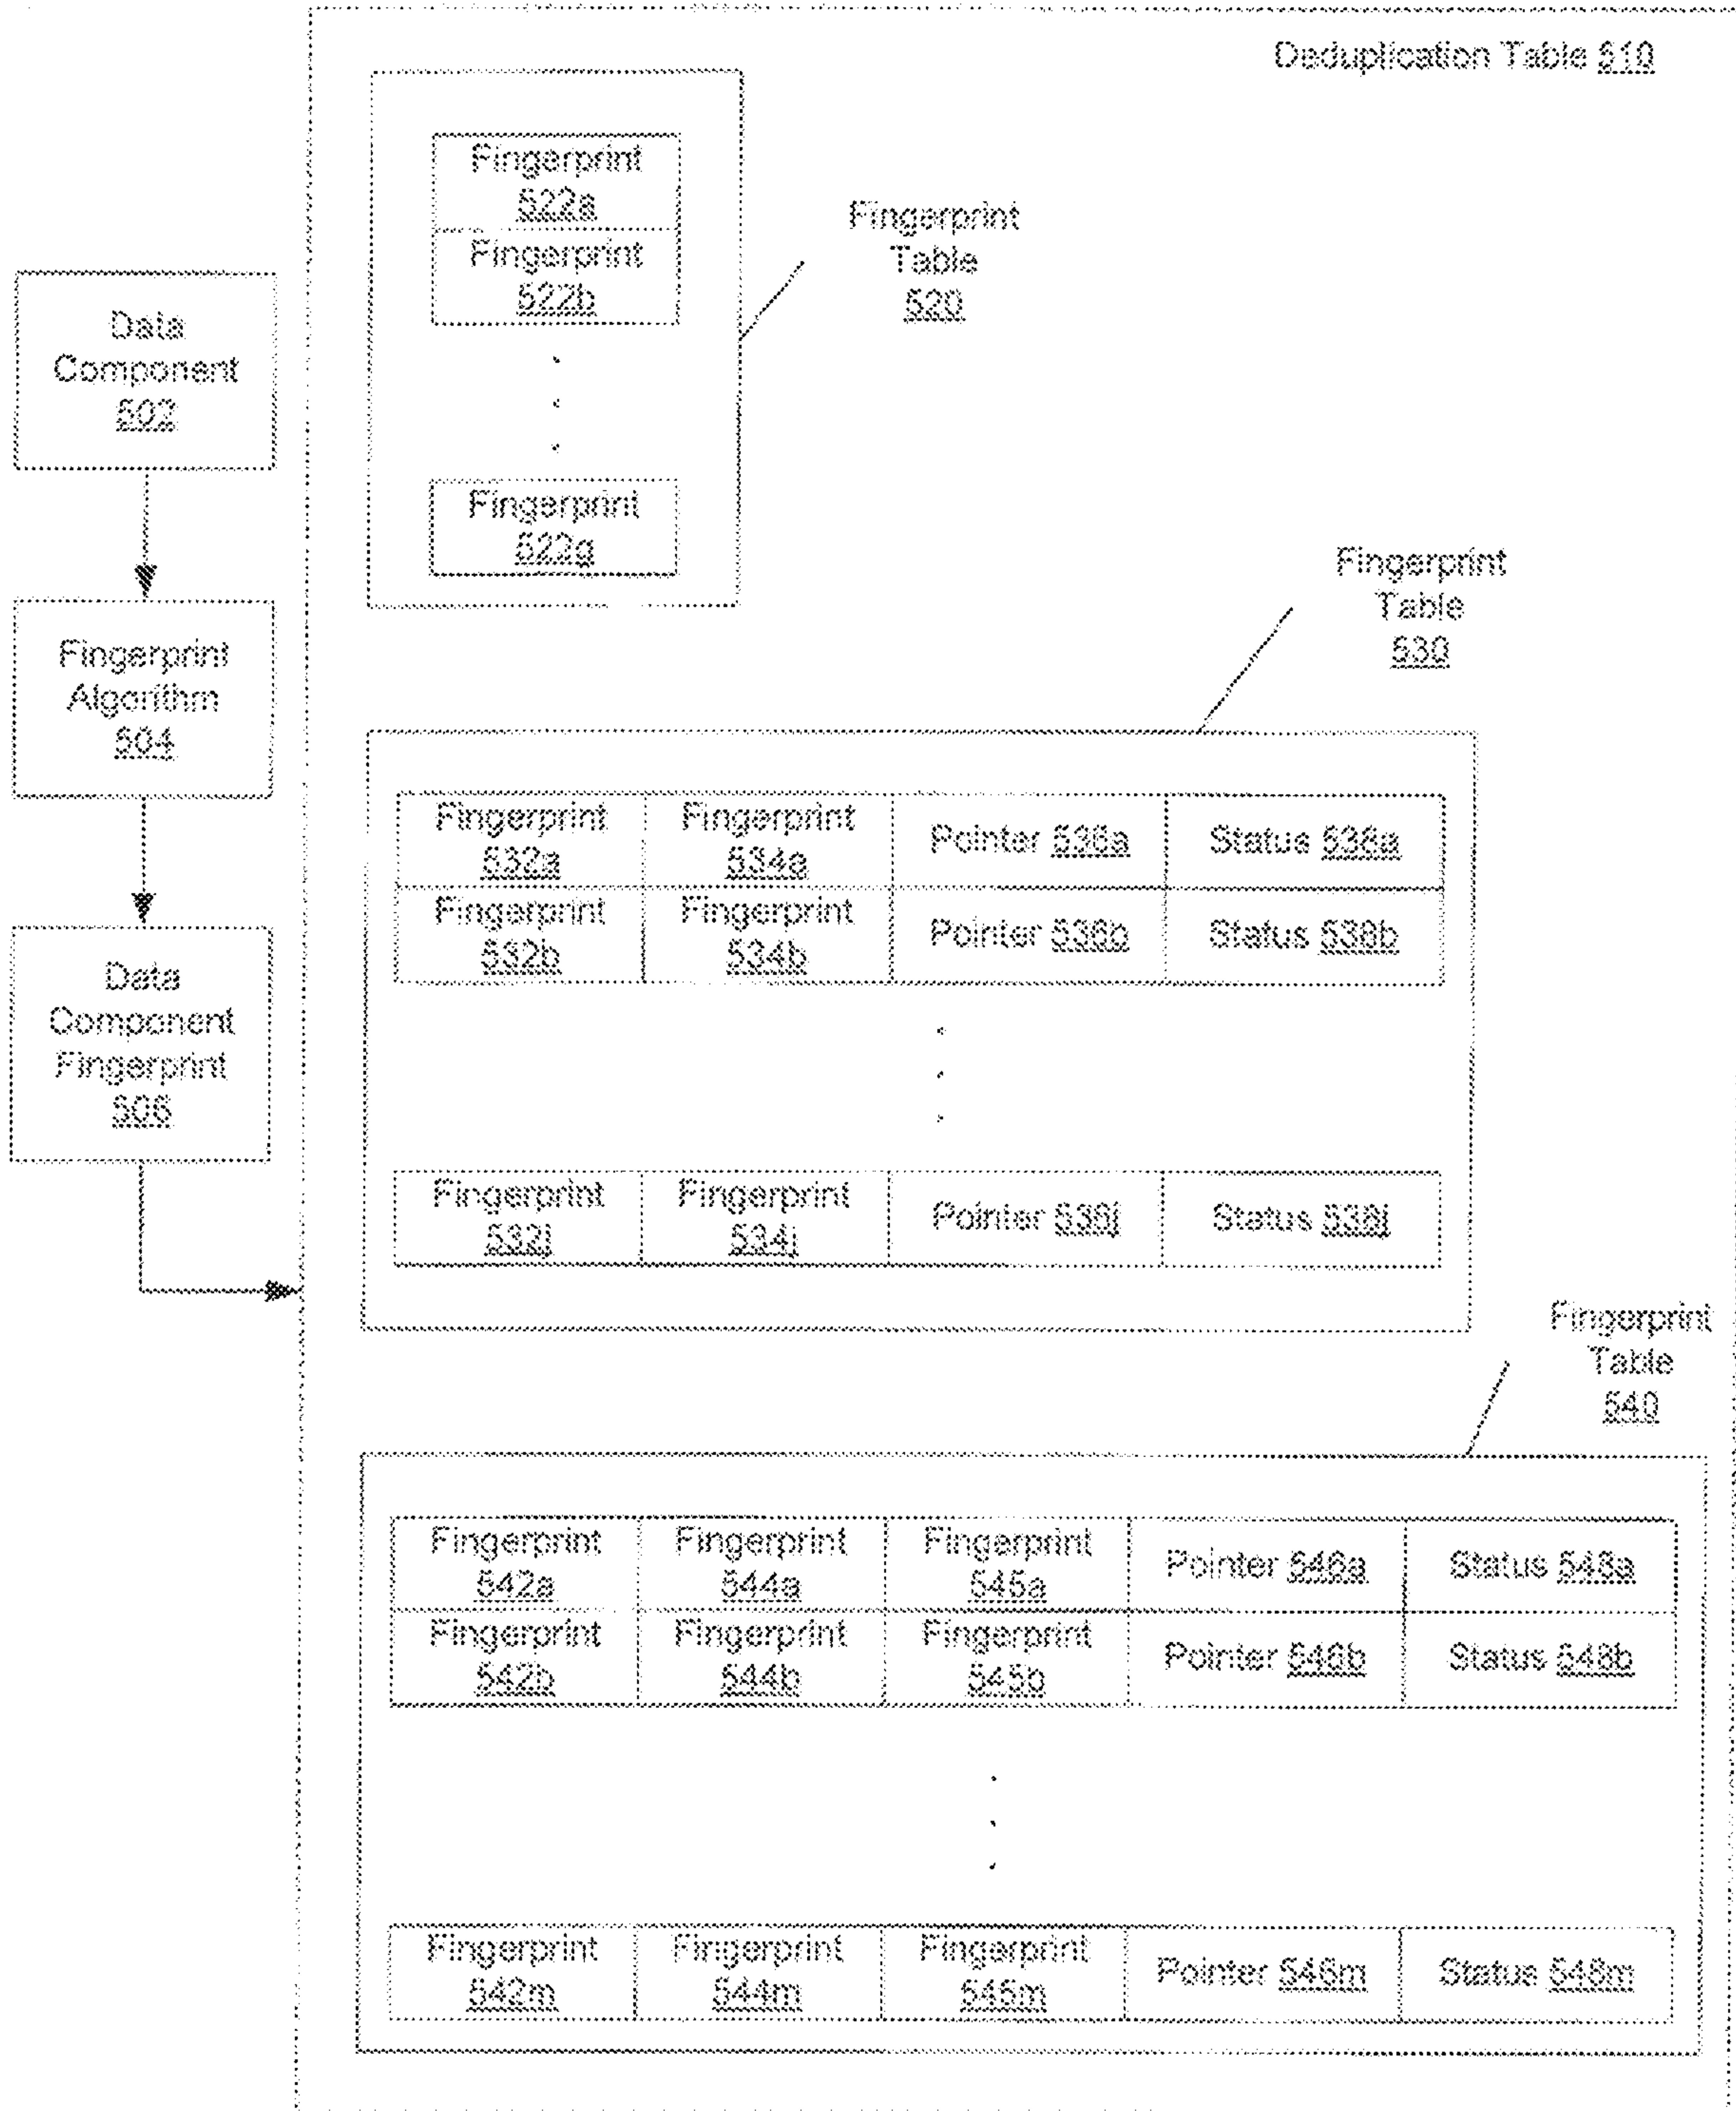 Deduplication Table 510
Fingerprint
522a
Fingerprint
522b
Fingerprint
522g
Fingerprint
Table
520
Data
Component
502
Fingerprint
Algorithm
504
Data
Component
Fingerprint
506
Fingerprint
Table
530
Fingerprint
532a
Fingerprint
534a
Pointer 536a
Status 538a
Fingerprint
532b
Fingerprint
534b
Pointer 536b
Status 538b
Fingerprint
532j
Fingerprint
534j
Pointer 536j
Status 538j
Fingerprint
Table
540
Fingerprint
542a
Fingerprint
544a
Fingerprint
545a
Pointer 546a
Status 548a
Fingerprint
542b
Fingerprint
544b
Fingerprint
545b
Pointer 546b
Status 548b
Fingerprint
542m
Fingerprint
544m
Fingerprint
545m
Pointer 546m
Status 548m